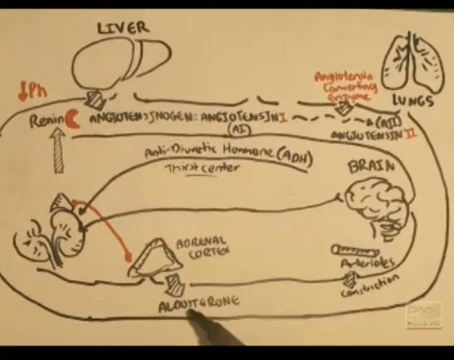 LIVER
↓Ph
Angiotensin
Converting
Enzyme
LUNGS
Renin
ANGIOTENSINOGEN: ANGIOTENSIN I
(AI)
(AII)
ANGIOTENSIN II
Anti-Diuretic Hormone (ADH)
Thirst center
BRAIN
ADRENAL
CORTEX
Arterioles
Constriction
ALDOSTERONE